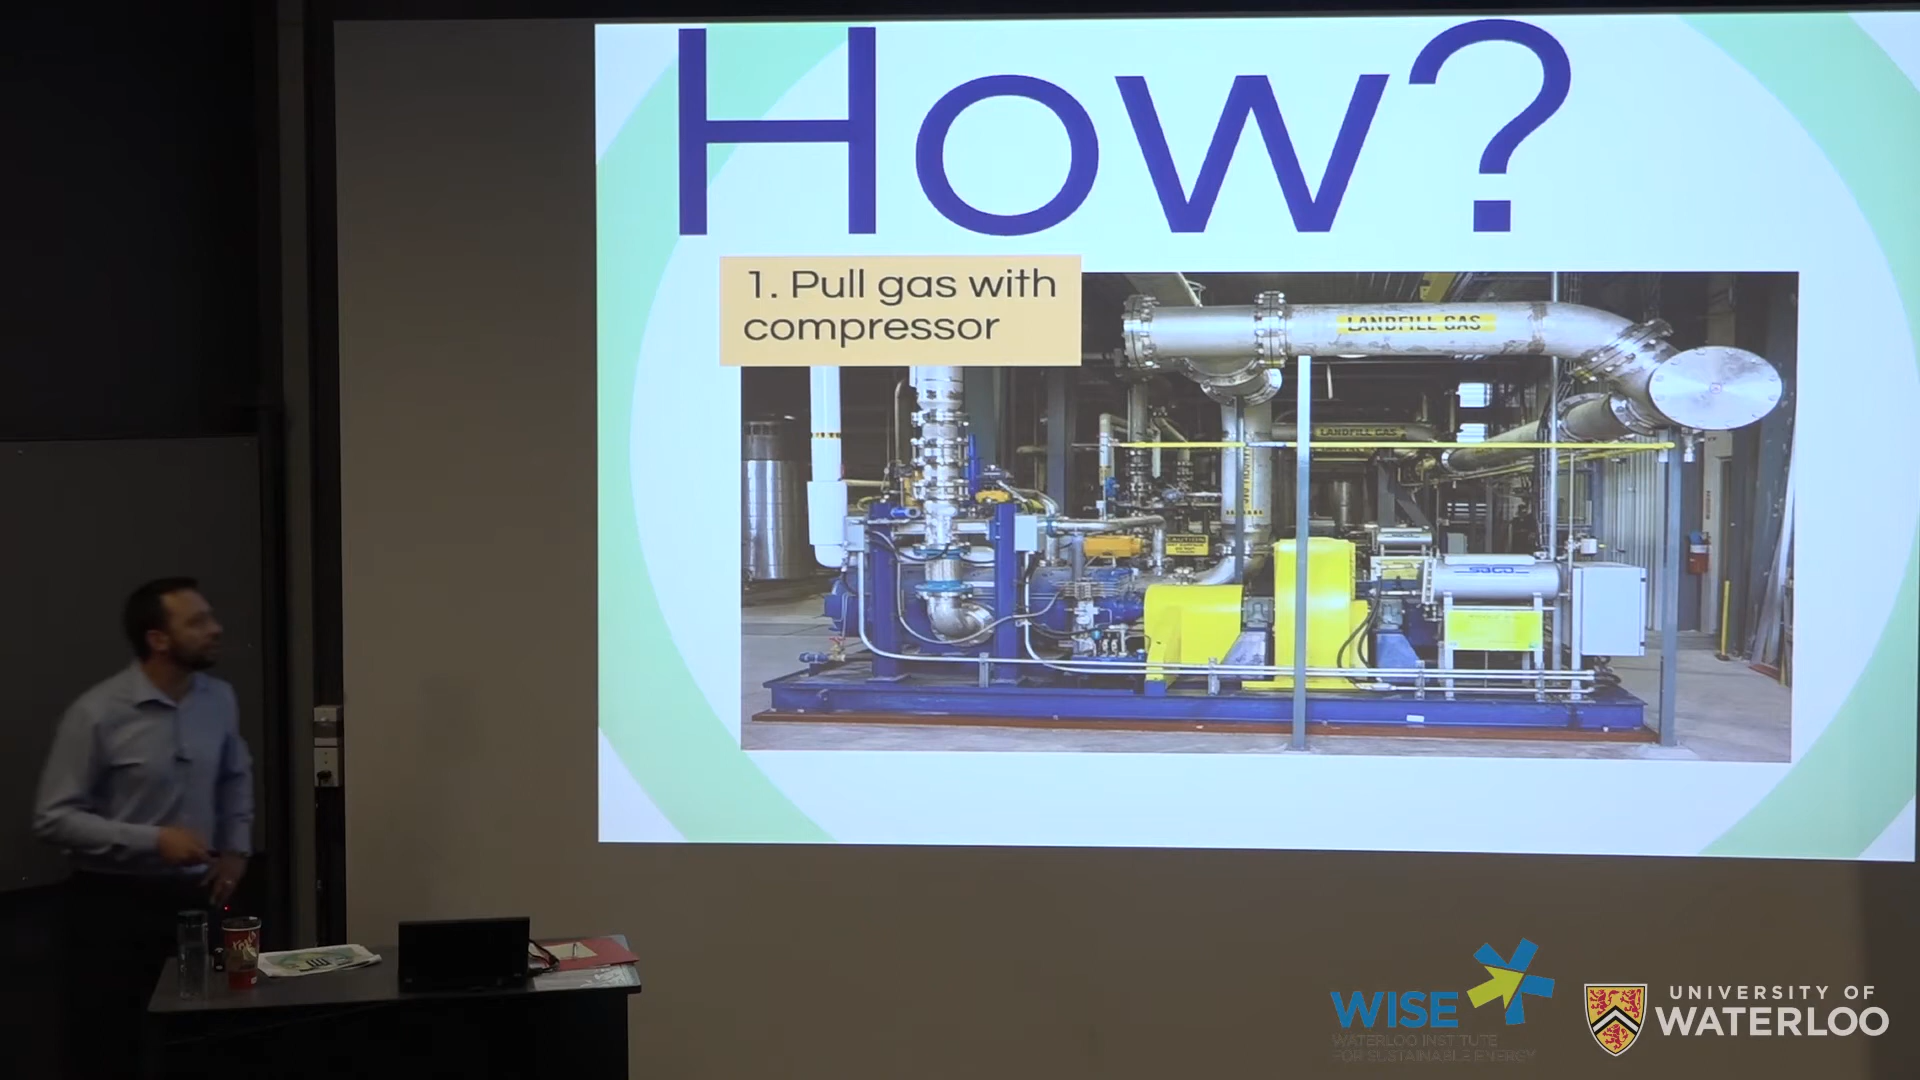 How?
1. Pull gas with
compressor
LANDFILL GAS
LANDFILL GAS
CAUTION
WISE
WATERLOO INSTITUTE
FOR SUSTAINABLE ENERGY
UNIVERSITY OF
WATERLOO